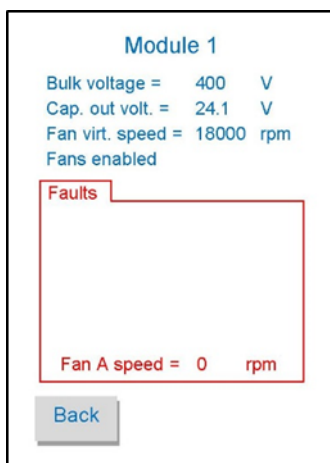 Module 1
Bulk voltage = 400 V
Cap. out volt. = 24.1 V
Fan virt. speed = 18000 rpm
Fans enabled
Faults
Fan A speed = 0 rpm
Back